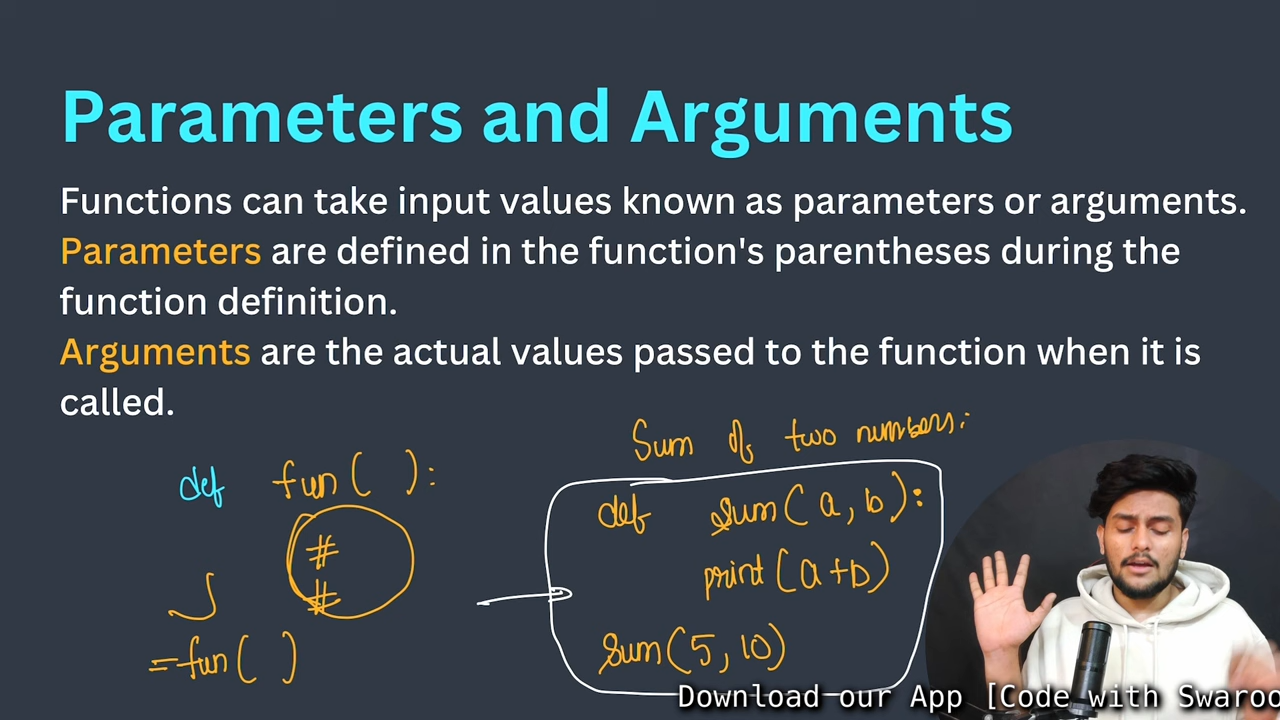 Parameters and Arguments
Functions can take input values known as parameters or arguments.
Parameters are defined in the function's parentheses during the
function definition.
Arguments are the actual values passed to the function when it is
called.
Sum of two numbers:
def fun( ):
#
#
=fun( )
def sum(a,b):
print(a+b)
sum(5,10)
Download our App [Code with Swaroo